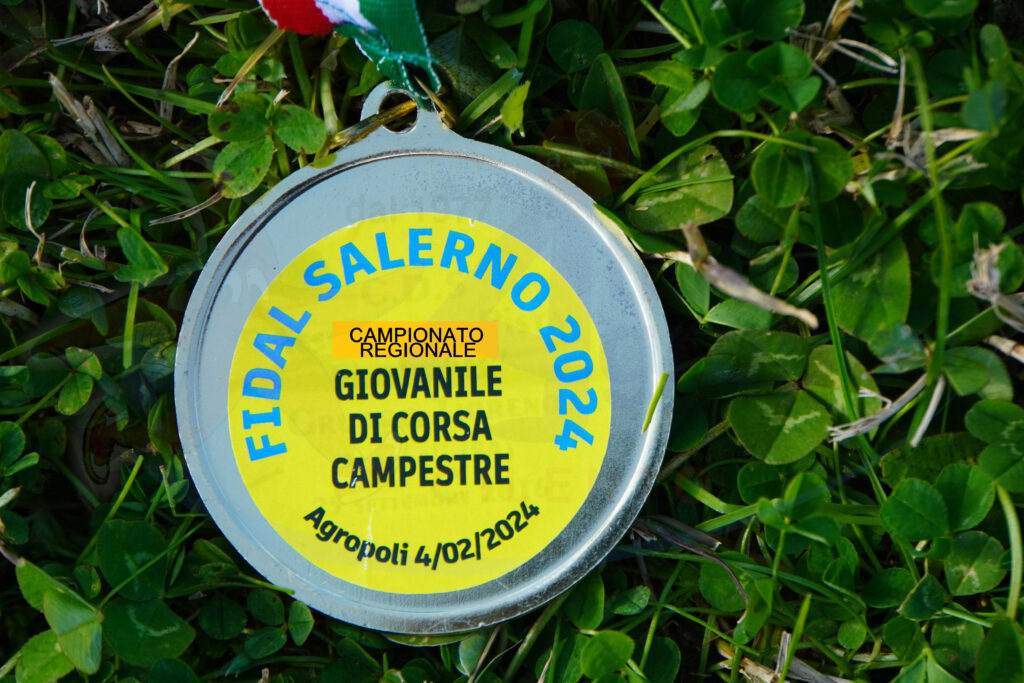 FIDAL SALERNO 2024
CAMPIONATO
REGIONALE
GIOVANILE
DI CORSA
CAMPESTRE
Agropoli 4/02/2024